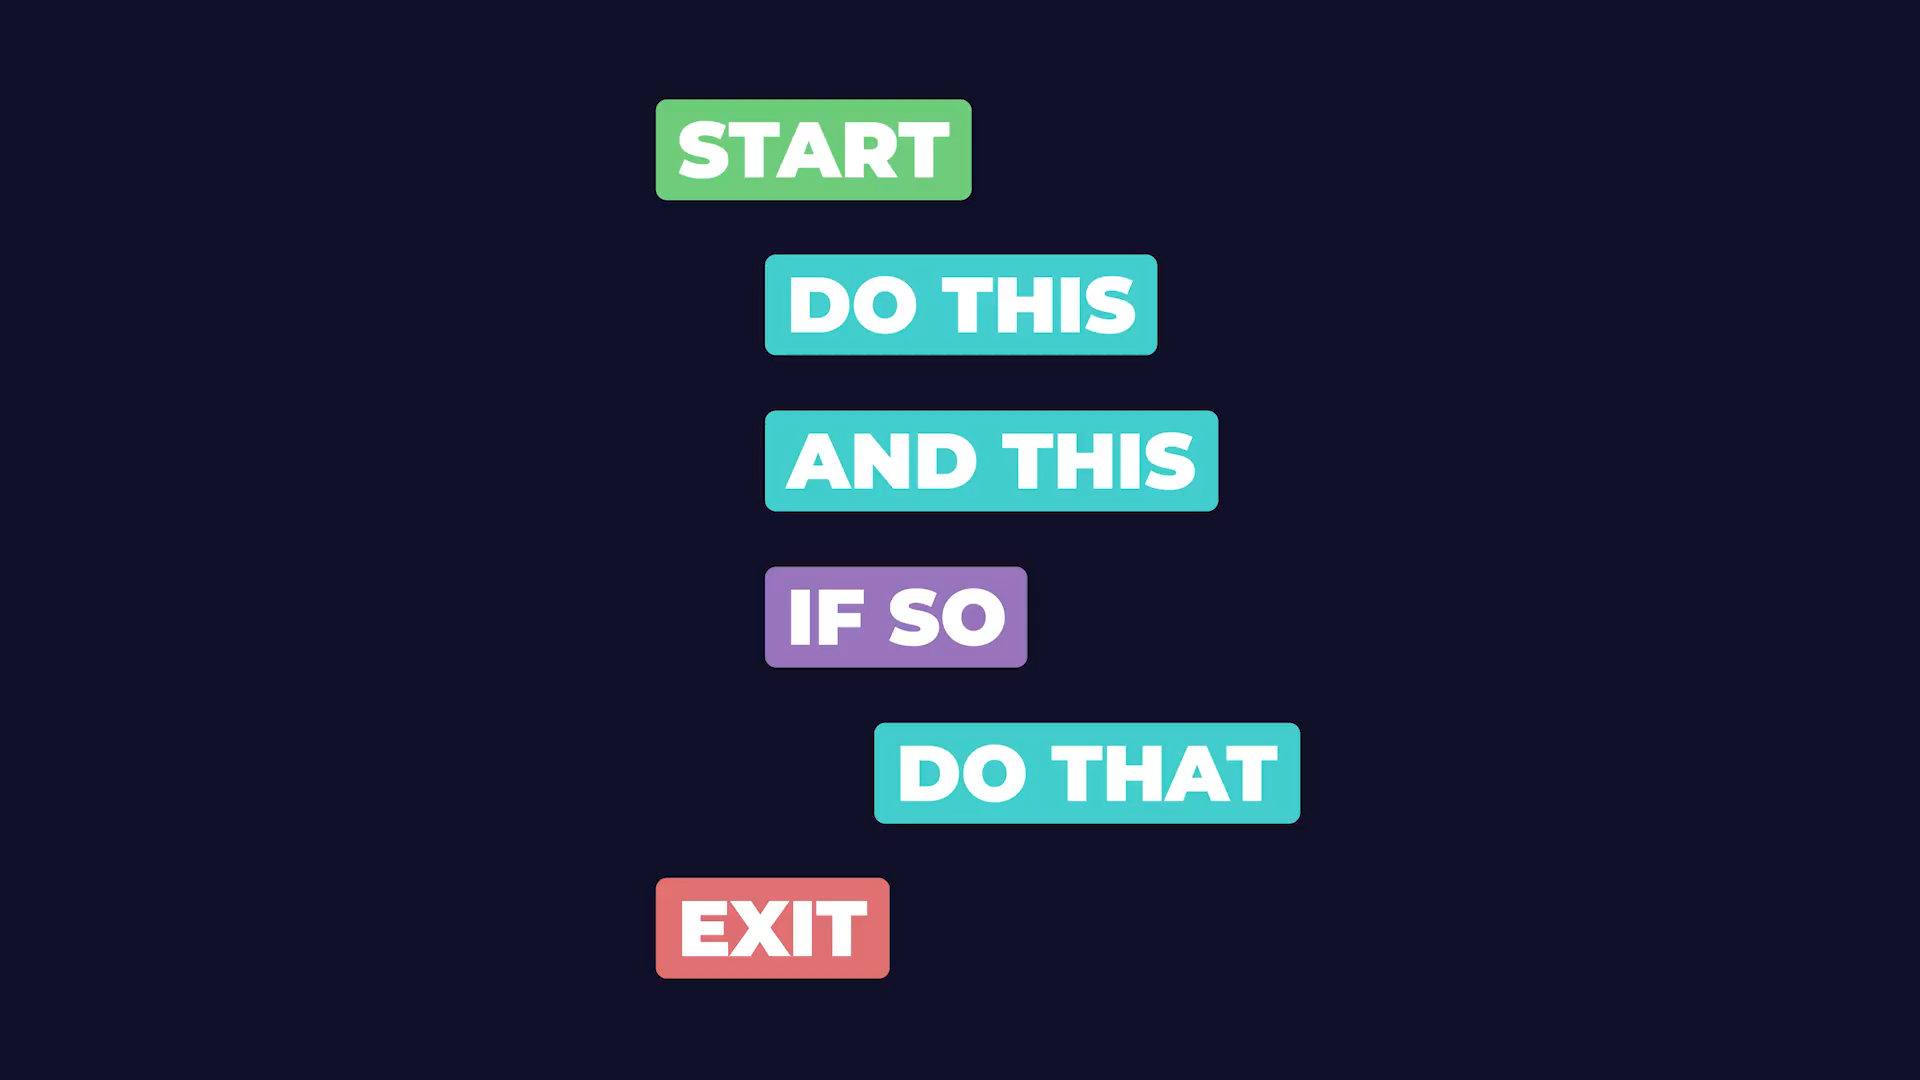 START
DO THIS
AND THIS
IF SO
DO THAT
EXIT